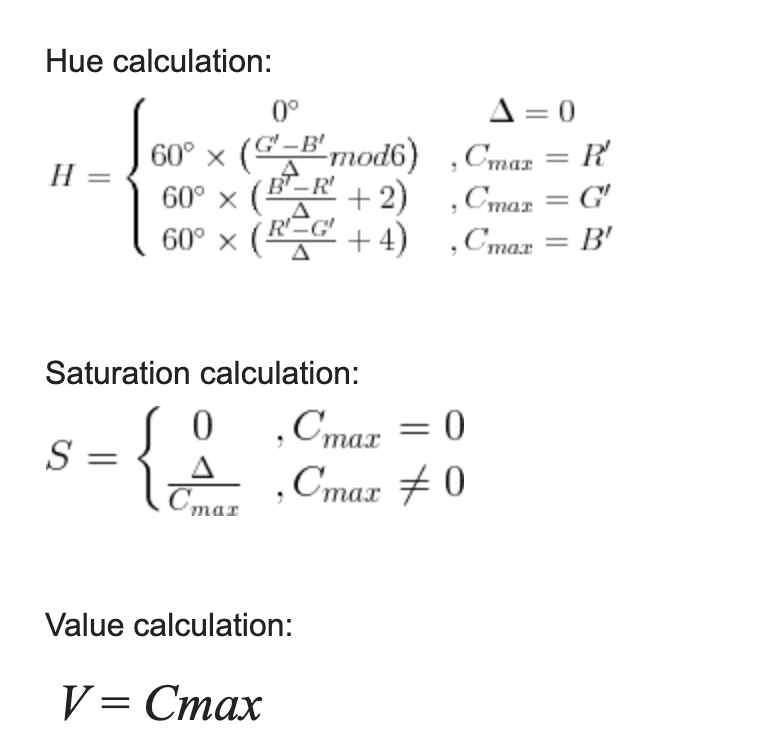 Hue calculation:
H = { 0° Δ = 0
60° × (G'−B'/Δ mod6) , Cmax = R'
60° × (B'−R'/Δ + 2) , Cmax = G'
60° × (R'−G'/Δ + 4) , Cmax = B'
Saturation calculation:
S = { 0 , Cmax = 0
Δ/Cmax , Cmax ≠ 0
Value calculation:
V = Cmax